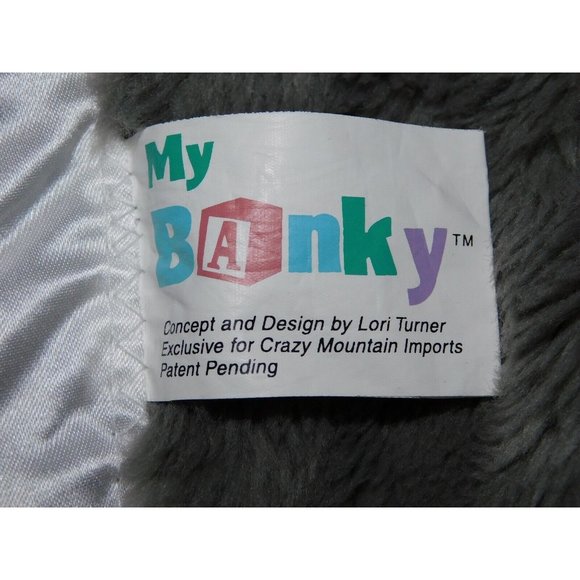 My
BAnky™
Concept and Design by Lori Turner
Exclusive for Crazy Mountain Imports
Patent Pending